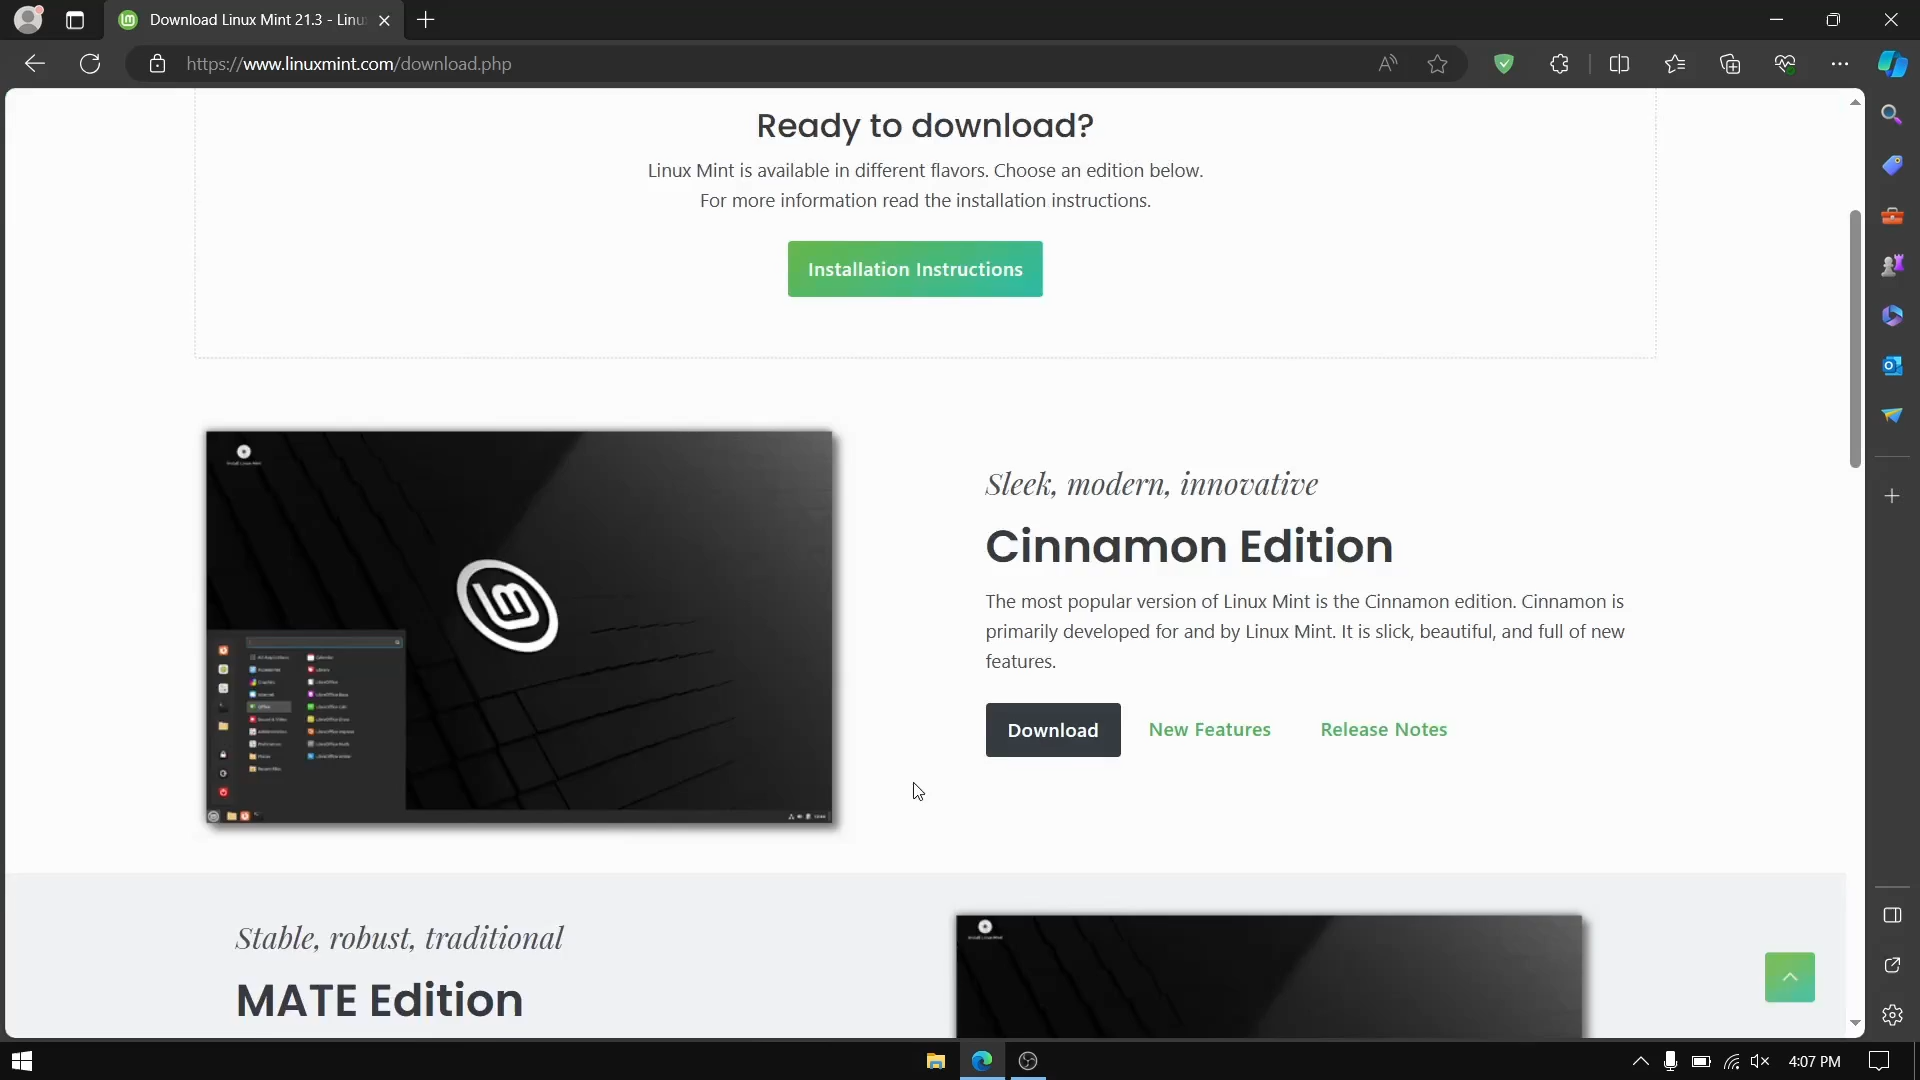 Download Linux Mint 21.3 - Linu
https://www.linuxmint.com/download.php
Ready to download?
Linux Mint is available in different flavors. Choose an edition below.
For more information read the installation instructions.
Installation Instructions
Sleek, modern, innovative
Cinnamon Edition
The most popular version of Linux Mint is the Cinnamon edition. Cinnamon is
primarily developed for and by Linux Mint. It is slick, beautiful, and full of new
features.
Download
New Features
Release Notes
Stable, robust, traditional
MATE Edition
4:07 PM